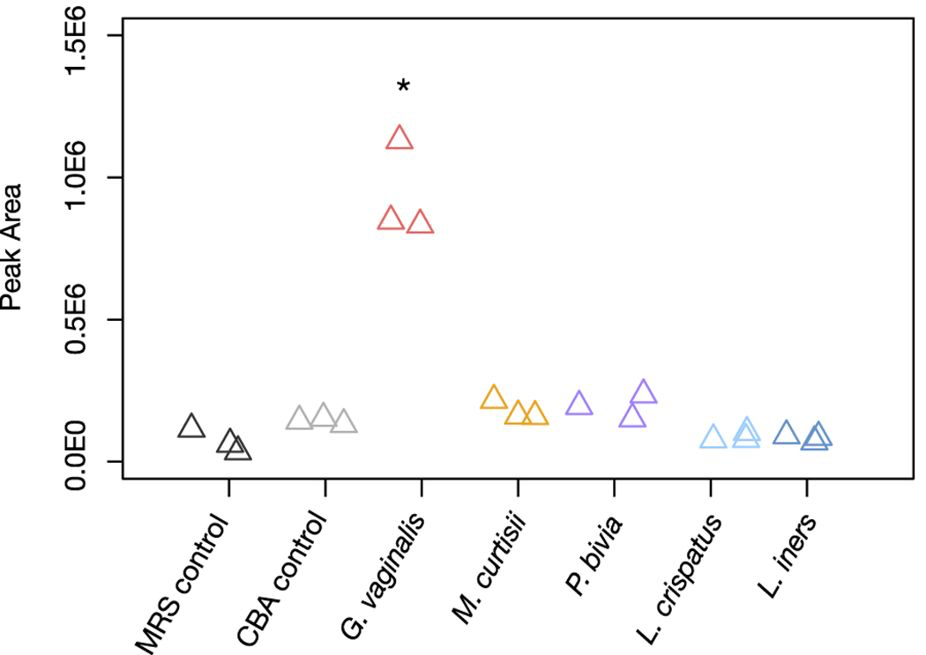 1.5E6
1.0E6
0.5E6
0.0E0
Peak Area
*
MRS control
CBA control
G. vaginalis
M. curtisii
P. bivia
L. crispatus
L. iners